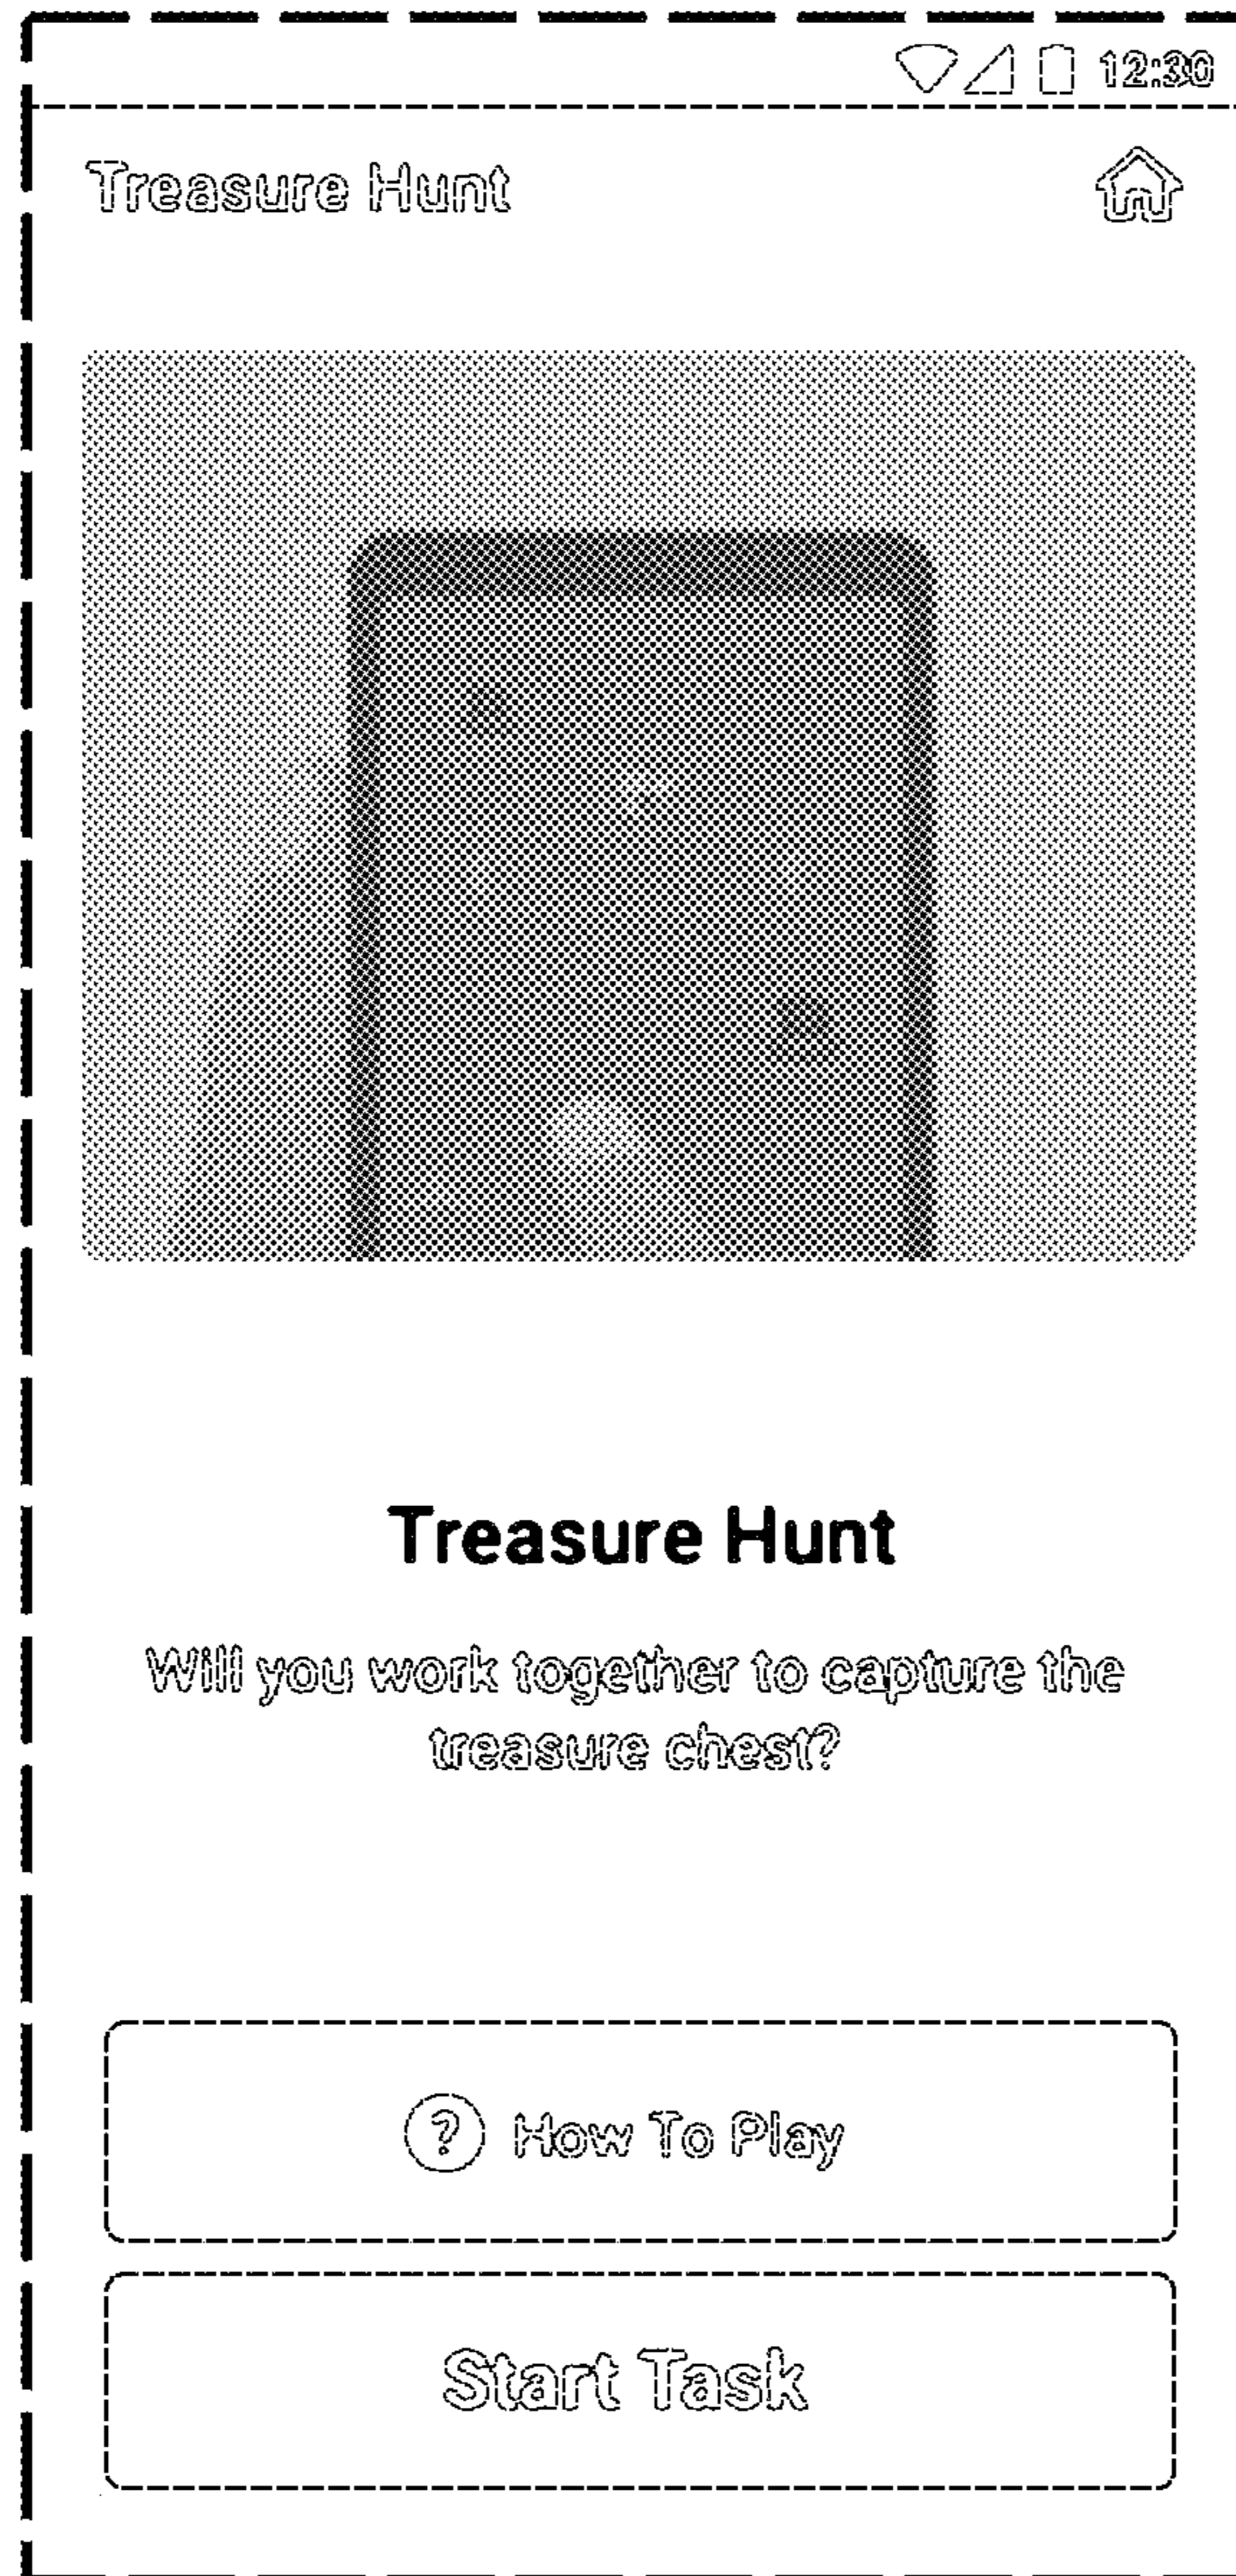 12:30
Treasure Hunt
Treasure Hunt
Will you work together to capture the
treasure chest?
? How To Play
Start Task